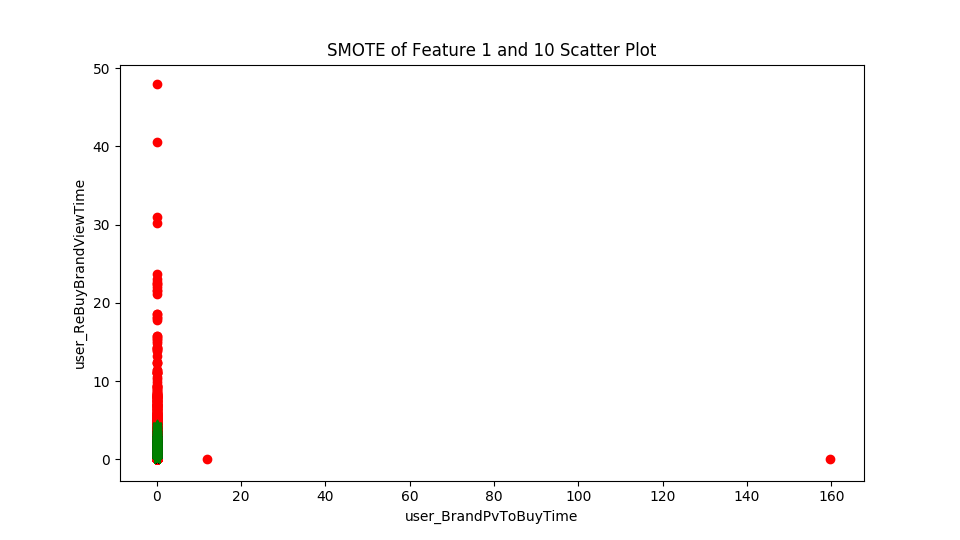 SMOTE of Feature 1 and 10 Scatter Plot
50
40
30
20
10
0
user_ReBuyBrandViewTime
0 20 40 60 80 100 120 140 160
user_BrandPvToBuyTime